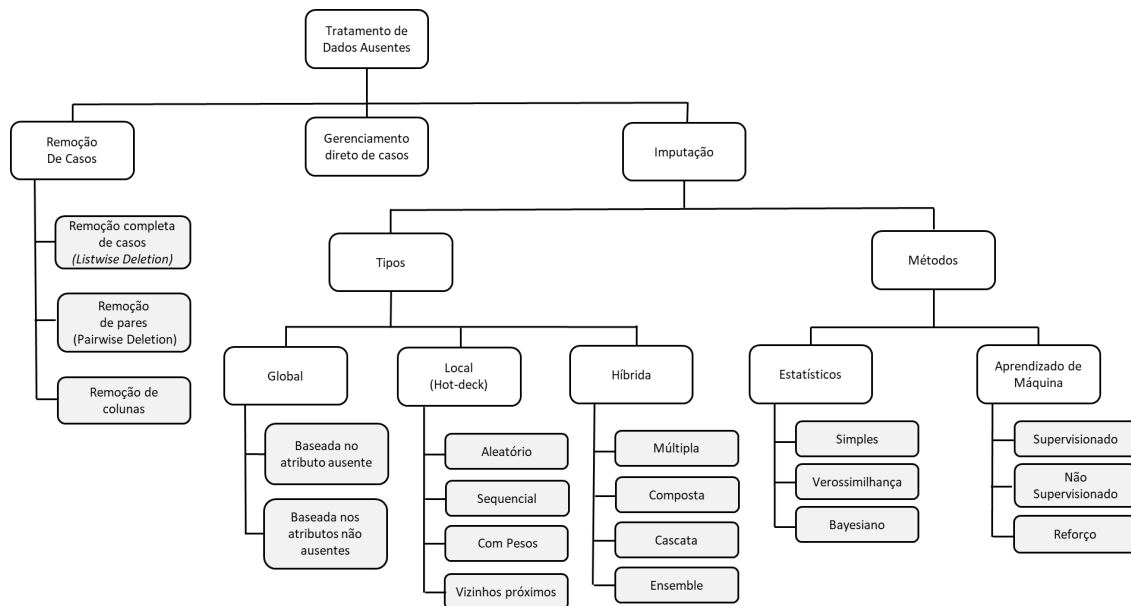 Tratamento de
Dados Ausentes
Remoção
De Casos
Gerenciamento
direto de casos
Imputação
Remoção completa
de casos
(Listwise Deletion)
Remoção
de pares
(Pairwise Deletion)
Remoção de
colunas
Tipos
Métodos
Global
Local
(Hot-deck)
Híbrida
Estatísticos
Aprendizado de
Máquina
Baseada no
atributo ausente
Baseada nos
atributos não
ausentes
Aleatório
Sequencial
Com Pesos
Vizinhos próximos
Múltipla
Composta
Cascata
Ensemble
Simples
Verossimilhança
Bayesiano
Supervisionado
Não
Supervisionado
Reforço